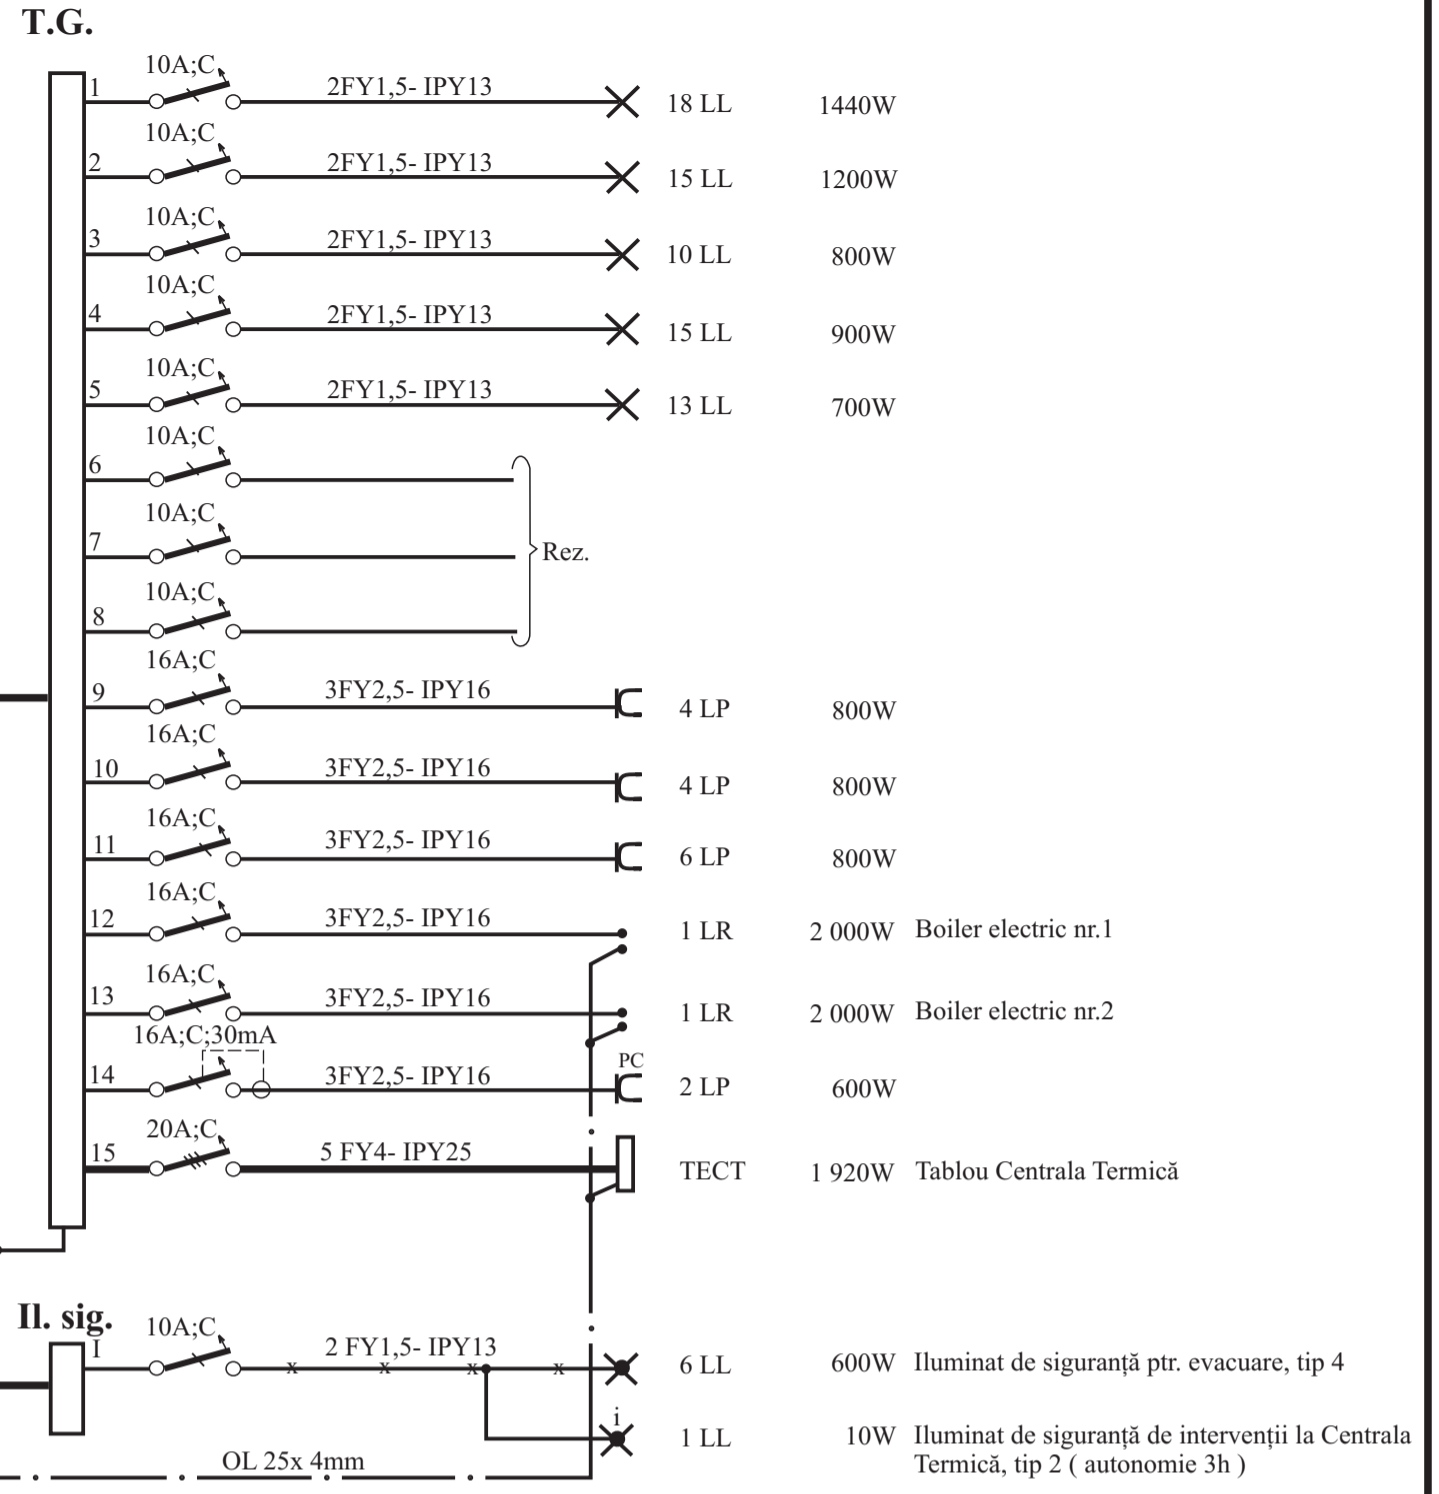 T.G.
1 10A;C 2FY1,5- IPY13 18 LL 1440W
2 10A;C 2FY1,5- IPY13 15 LL 1200W
3 10A;C 2FY1,5- IPY13 10 LL 800W
4 10A;C 2FY1,5- IPY13 15 LL 900W
5 10A;C 2FY1,5- IPY13 13 LL 700W
6 10A;C
7 10A;C Rez.
8 10A;C
9 16A;C 3FY2,5- IPY16 4 LP 800W
10 16A;C 3FY2,5- IPY16 4 LP 800W
11 16A;C 3FY2,5- IPY16 6 LP 800W
12 16A;C 3FY2,5- IPY16 1 LR 2 000W Boiler electric nr.1
13 16A;C 3FY2,5- IPY16 1 LR 2 000W Boiler electric nr.2
14 16A;C;30mA 3FY2,5- IPY16 PC 2 LP 600W
15 20A;C 5 FY4- IPY25 TECT 1 920W Tablou Centrala Termică
Il. sig.
I 10A;C 2 FY1,5- IPY13 x x x x 6 LL 600W Iluminat de siguranță ptr. evacuare, tip 4
i 1 LL 10W Iluminat de siguranță de intervenții la Centrala
Termică, tip 2 ( autonomie 3h )
OL 25x 4mm